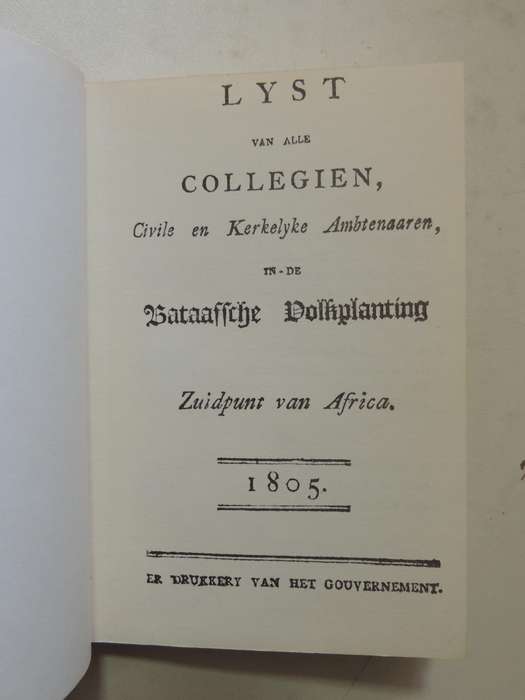 LYST
VAN ALLE
COLLEGIEN,
Civile en Kerkelyke Ambtenaaren,
IN-DE
Bataafsche Volkplanting
Zuidpunt van Africa.
1805.
ER DRUKKERY VAN HET GOUVERNEMENT.